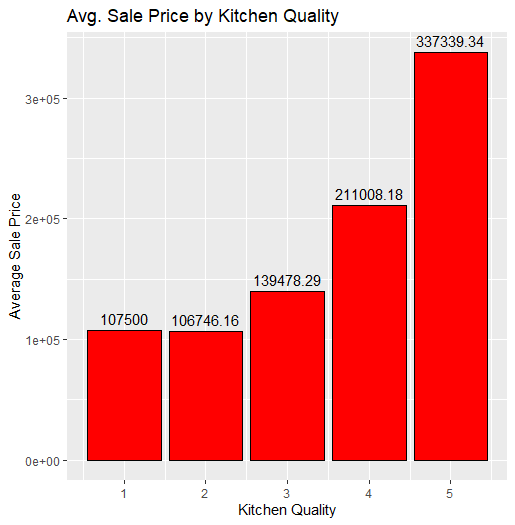 Avg. Sale Price by Kitchen Quality
337339.34
3e+05
211008.18
2e+05
139478.29
107500
106746.16
1e+05
0e+00
Average Sale Price
1
2
3
4
5
Kitchen Quality